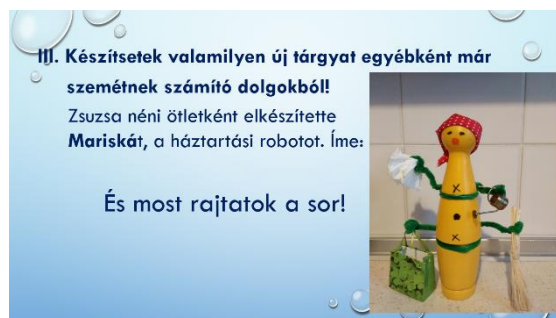 III. Készítsetek valamilyen új tárgyat egyébként már
szemétnek számító dolgokból!
Zsuzsa néni ötletként elkészítette
Mariskát, a háztartási robotot. Íme:
És most rajtatok a sor!